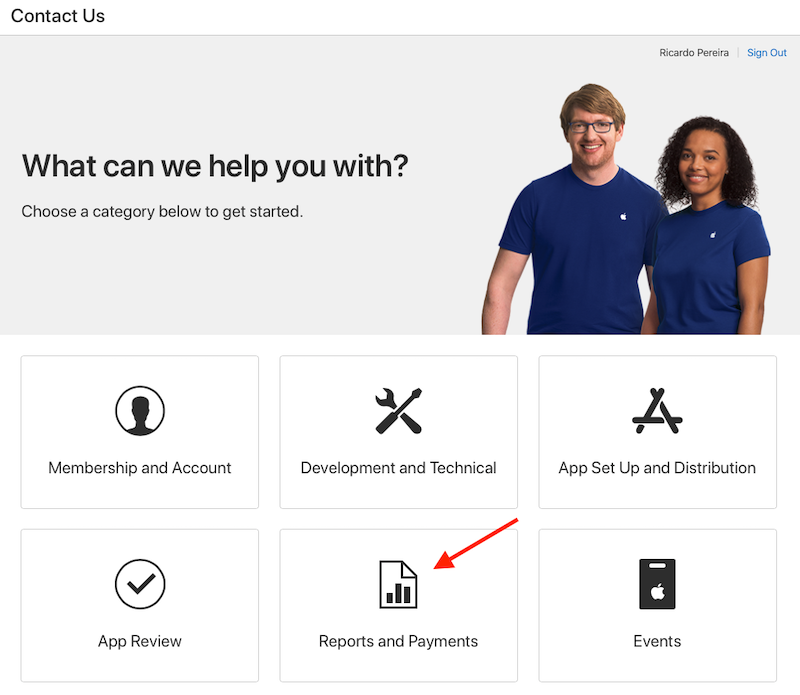 Contact Us
Ricardo Pereira | Sign Out
What can we help you with?
Choose a category below to get started.
Membership and Account
Development and Technical
App Set Up and Distribution
App Review
Reports and Payments
Events